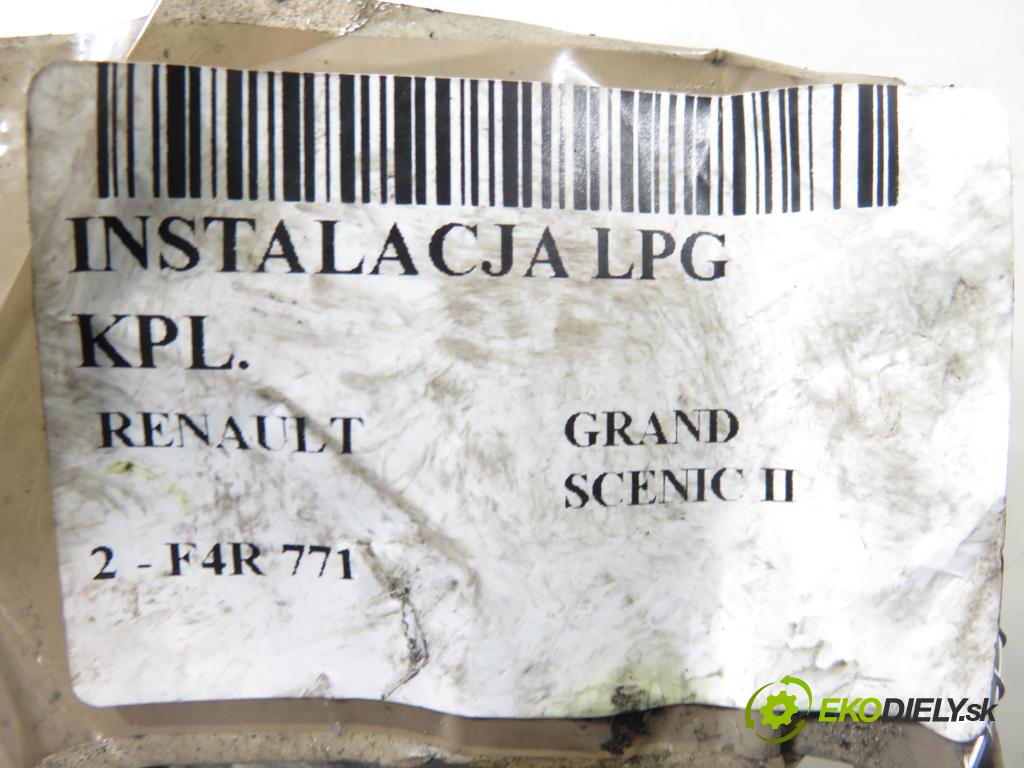 INSTALACJA LPG
KPL.
RENAULT GRAND
SCENIC II
2 - F4R 771
EKODIELY.sk